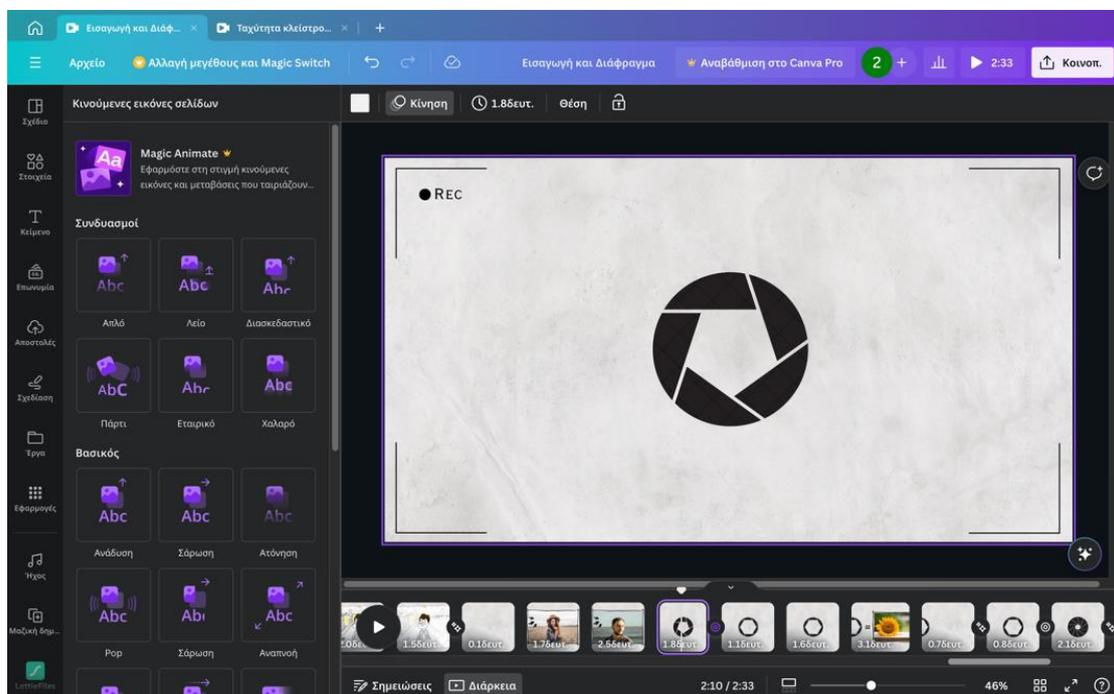 Εισαγωγή και Διάφ...
Ταχύτητα κλείστρο...
Αρχείο
Αλλαγή μεγέθους και Magic Switch
Εισαγωγή και Διάφραγμα
Αναβάθμιση στο Canva Pro
2
+
2:33
Κοινοπ.
Σχέδιο
Στοιχεία
Κείμενο
Επωνυμία
Αποστολές
Σχεδίαση
Έργα
Εφαρμογές
Ήχος
Μαζική δημ...
LottieFiles
Κινούμενες εικόνες σελίδων
Magic Animate
Εφαρμόστε στη στιγμή κινούμενες
εικόνες και μεταβάσεις που ταιριάζουν...
Συνδυασμοί
Abc Abc Abc
Απλό Λείο Διασκεδαστικό
AbC Abc Abc
Πάρτι Εταιρικό Χαλαρό
Βασικός
Abc Abc Abc
Ανάδυση Σάρωση Ατόνηση
Abc Abc Abc
Pop Σάρωση Αναπνοή
Κίνηση 1.8δευτ. Θέση
REC
1.5δευτ. 0.1δευτ. 1.7δευτ. 2.5δευτ. 1.8δευτ. 1.1δευτ. 1.6δευτ. 3.1δευτ. 0.7δευτ. 0.8δευτ. 2.1δευτ.
Σημειώσεις Διάρκεια 2:10 / 2:33 46%